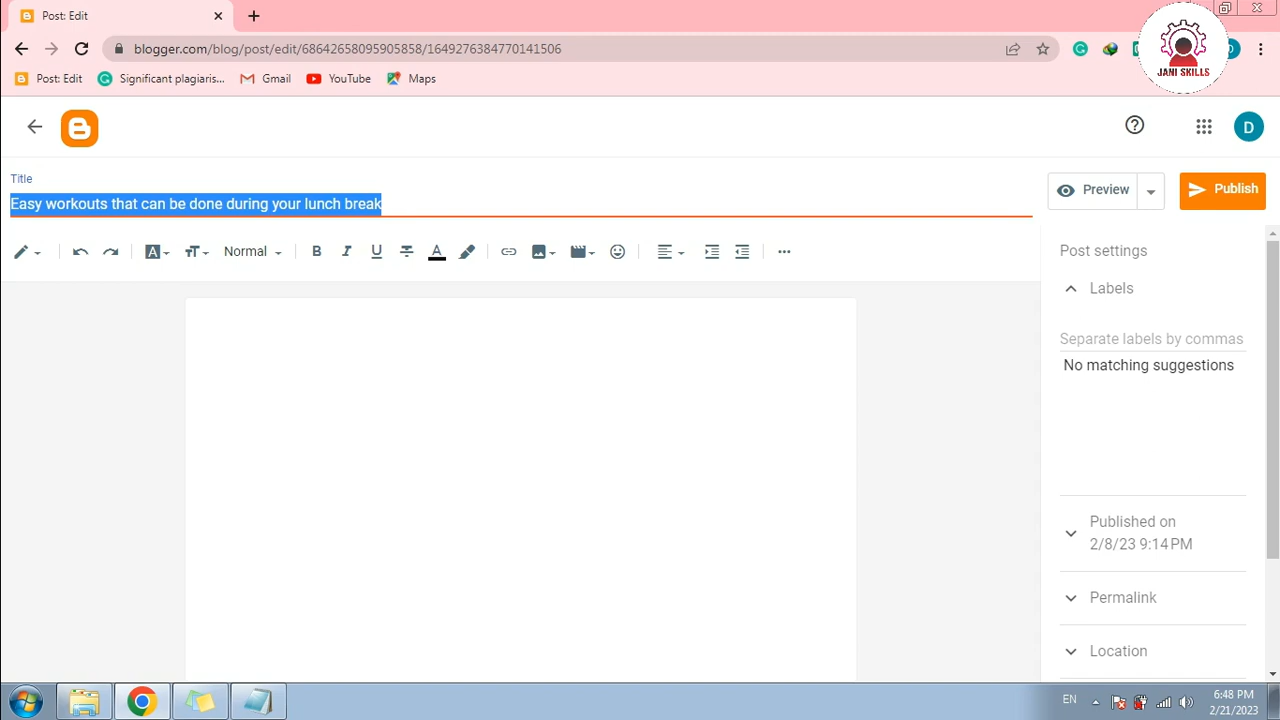 Post: Edit
blogger.com/blog/post/edit/68642658095905858/1649276384770141506
Post: Edit
Significant plagiaris...
Gmail
YouTube
Maps
JANI SKILLS
D
Title
Easy workouts that can be done during your lunch break
Preview
Publish
Normal
B
I
U
A
Post settings
Labels
Separate labels by commas
No matching suggestions
Published on
2/8/23 9:14 PM
Permalink
Location
EN
6:48 PM
2/21/2023